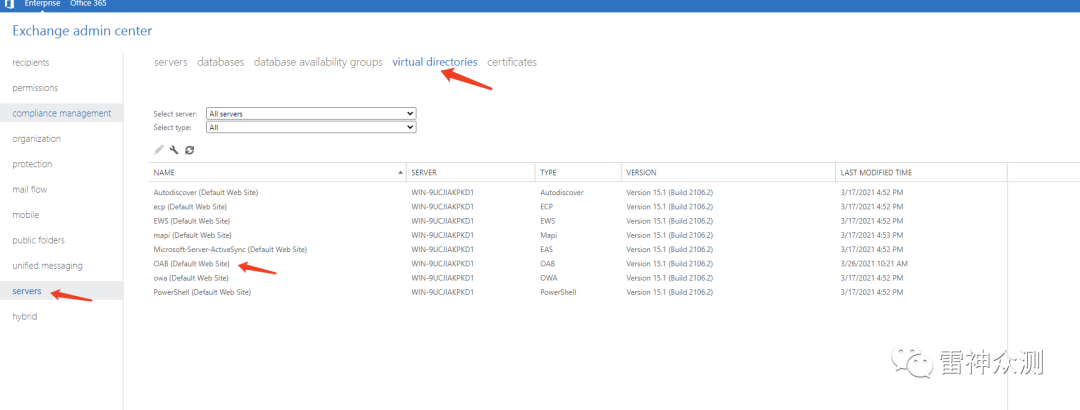 Enterprise Office 365
Exchange admin center
recipients
permissions
compliance management
organization
protection
mail flow
mobile
public folders
unified messaging
servers
hybrid
servers databases database availability groups virtual directories certificates
Select server: All servers
Select type: All
NAME SERVER TYPE VERSION LAST MODIFIED TIME
Autodiscover (Default Web Site) WIN-9UCJIAKPKD1 Autodiscover Version 15.1 (Build 2106.2) 3/17/2021 4:52 PM
ecp (Default Web Site) WIN-9UCJIAKPKD1 ECP Version 15.1 (Build 2106.2) 3/17/2021 4:52 PM
EWS (Default Web Site) WIN-9UCJIAKPKD1 EWS Version 15.1 (Build 2106.2) 3/17/2021 4:52 PM
mapi (Default Web Site) WIN-9UCJIAKPKD1 Mapi Version 15.1 (Build 2106.2) 3/17/2021 4:53 PM
Microsoft-Server-ActiveSync (Default Web Site) WIN-9UCJIAKPKD1 EAS Version 15.1 (Build 2106.2) 3/17/2021 4:52 PM
OAB (Default Web Site) WIN-9UCJIAKPKD1 OAB Version 15.1 (Build 2106.2) 3/26/2021 10:21 AM
owa (Default Web Site) WIN-9UCJIAKPKD1 OWA Version 15.1 (Build 2106.2) 3/17/2021 4:52 PM
PowerShell (Default Web Site) WIN-9UCJIAKPKD1 PowerShell Version 15.1 (Build 2106.2) 3/17/2021 4:52 PM
雷神众测